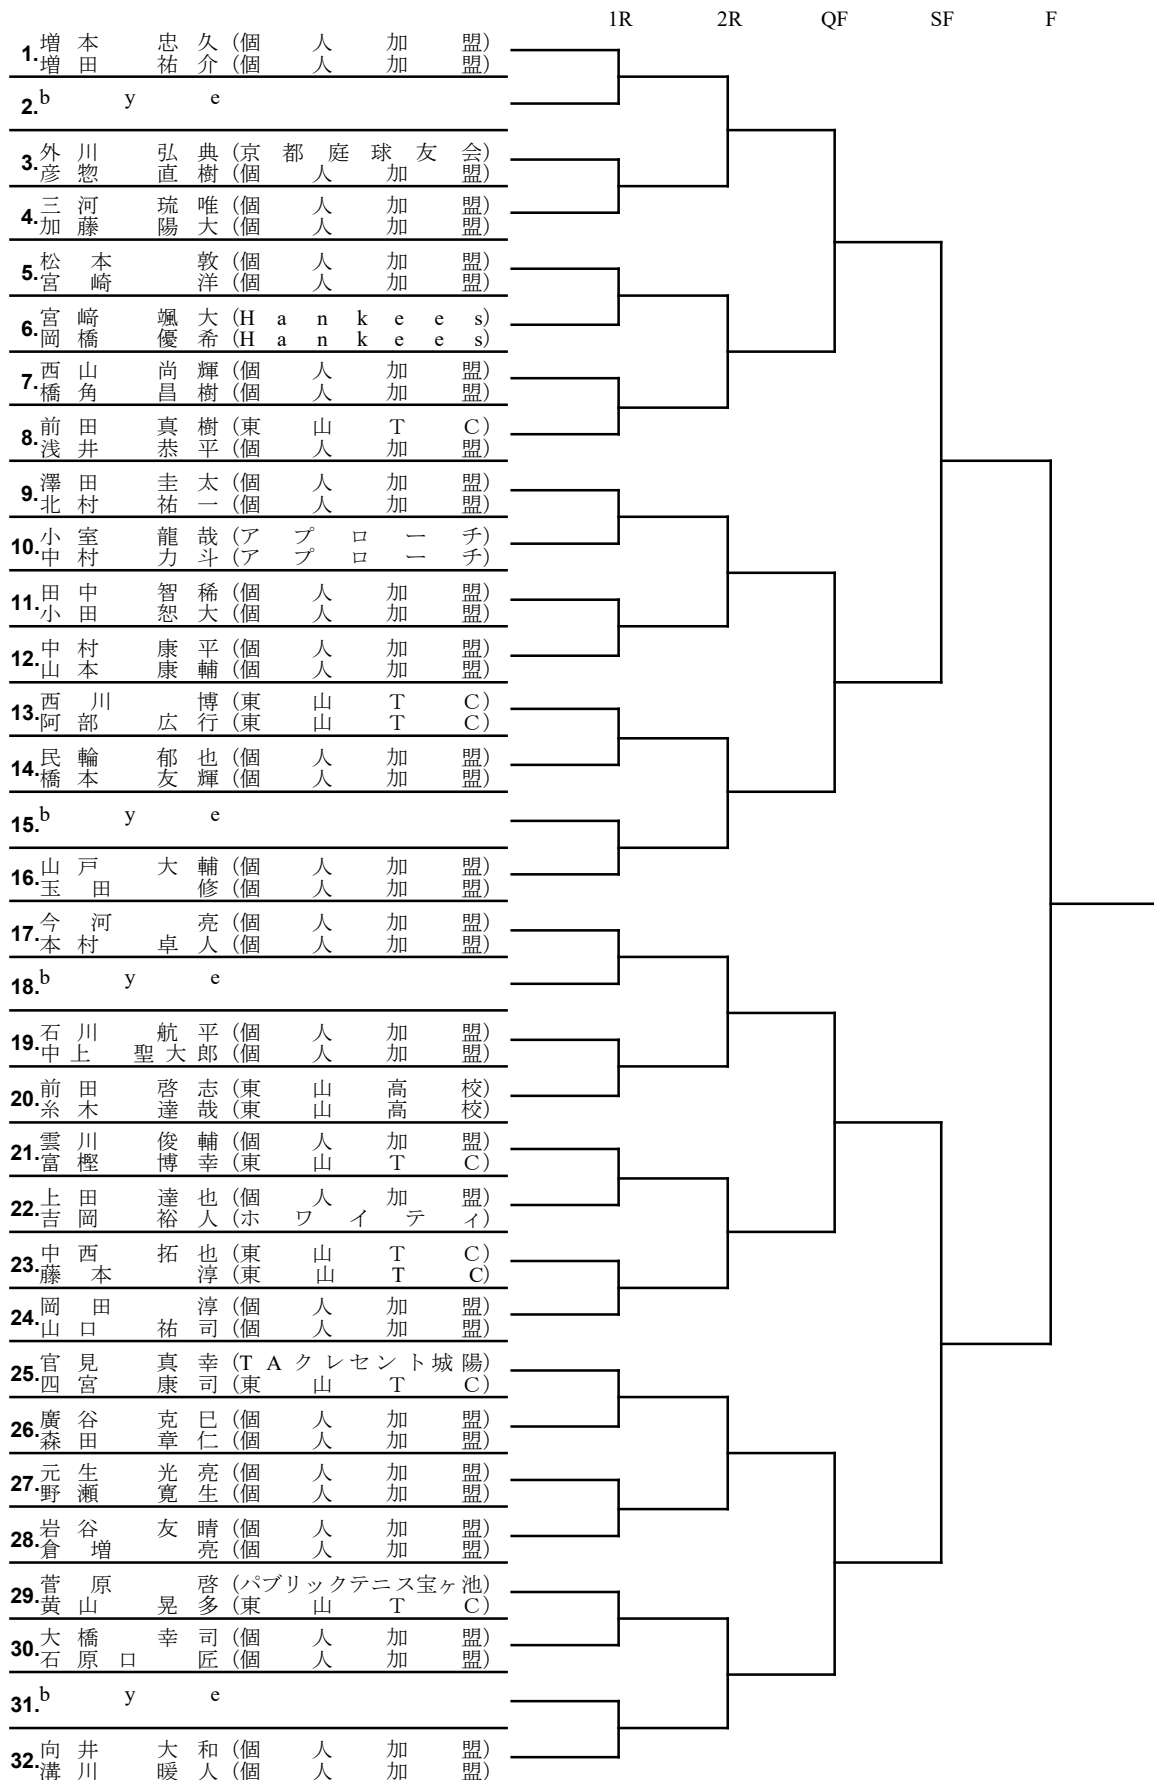 1R 2R QF SF F
1. 増本 忠久 (個人加盟)
増田 祐介 (個人加盟)
2. bye
3. 外川 弘典 (京都庭球友会)
彦惣 直樹 (個人加盟)
4. 三河 琉唯 (個人加盟)
加藤 陽大 (個人加盟)
5. 松本 敦 (個人加盟)
宮崎 洋 (個人加盟)
6. 宮﨑 颯大 (Hankees)
岡橋 優希 (Hankees)
7. 西山 尚輝 (個人加盟)
橋角 昌樹 (個人加盟)
8. 前田 真樹 (東山TC)
浅井 恭平 (個人加盟)
9. 澤田 圭太 (個人加盟)
北村 祐一 (個人加盟)
10. 小室 龍哉 (アプローチ)
中村 力斗 (アプローチ)
11. 田中 智稀 (個人加盟)
小田 恕大 (個人加盟)
12. 中村 康平 (個人加盟)
山本 康輔 (個人加盟)
13. 西川 博 (東山TC)
阿部 広行 (東山TC)
14. 民輪 郁也 (個人加盟)
橋本 友輝 (個人加盟)
15. bye
16. 山戸 大輔 (個人加盟)
玉田 修 (個人加盟)
17. 今河 亮 (個人加盟)
本村 卓人 (個人加盟)
18. bye
19. 石川 航平 (個人加盟)
中上 聖大郎 (個人加盟)
20. 前田 啓志 (東山高校)
糸木 達哉 (東山高校)
21. 雲川 俊輔 (個人加盟)
富樫 博幸 (東山TC)
22. 上田 達也 (個人加盟)
吉岡 裕人 (ホワイティ)
23. 中西 拓也 (東山TC)
藤本 淳 (東山TC)
24. 岡田 淳 (個人加盟)
山口 祐司 (個人加盟)
25. 官見 真幸 (TAクレセント城陽)
四宮 康司 (東山TC)
26. 廣谷 克巳 (個人加盟)
森田 章仁 (個人加盟)
27. 元生 光亮 (個人加盟)
野瀬 寛生 (個人加盟)
28. 岩谷 友晴 (個人加盟)
倉増 亮 (個人加盟)
29. 菅原 啓 (パブリックテニス宝ヶ池)
黄山 晃多 (東山TC)
30. 大橋 幸司 (個人加盟)
石原口 匠 (個人加盟)
31. bye
32. 向井 大和 (個人加盟)
溝川 暖人 (個人加盟)